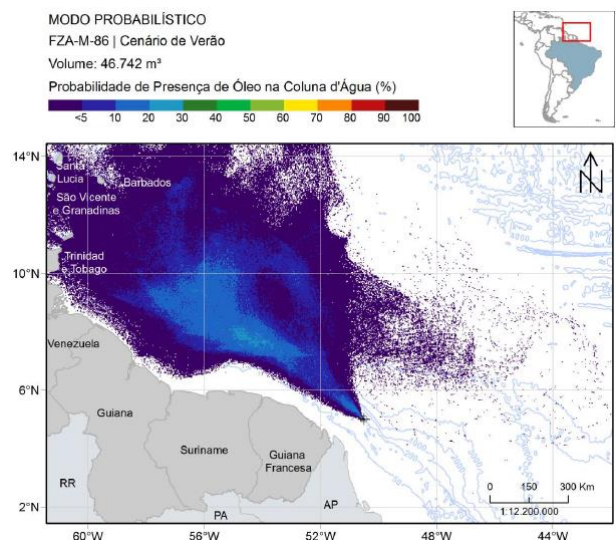 MODO PROBABILÍSTICO
FZA-M-86 | Cenário de Verão
Volume: 46.742 m³
Probabilidade de Presença de Óleo na Coluna d'Água (%)
<5 10 20 30 40 50 60 70 80 90 100
14°N
Santa
Lucia
Barbados
São Vicente
e Granadinas
N
Trinidad
e Tobago
10°N
Venezuela
6°N
Guiana
Suriname
Guiana
Francesa
RR
AP
0 150 300 Km
1:12.200.000
PA
2°N
60°W 56°W 52°W 48°W 44°W